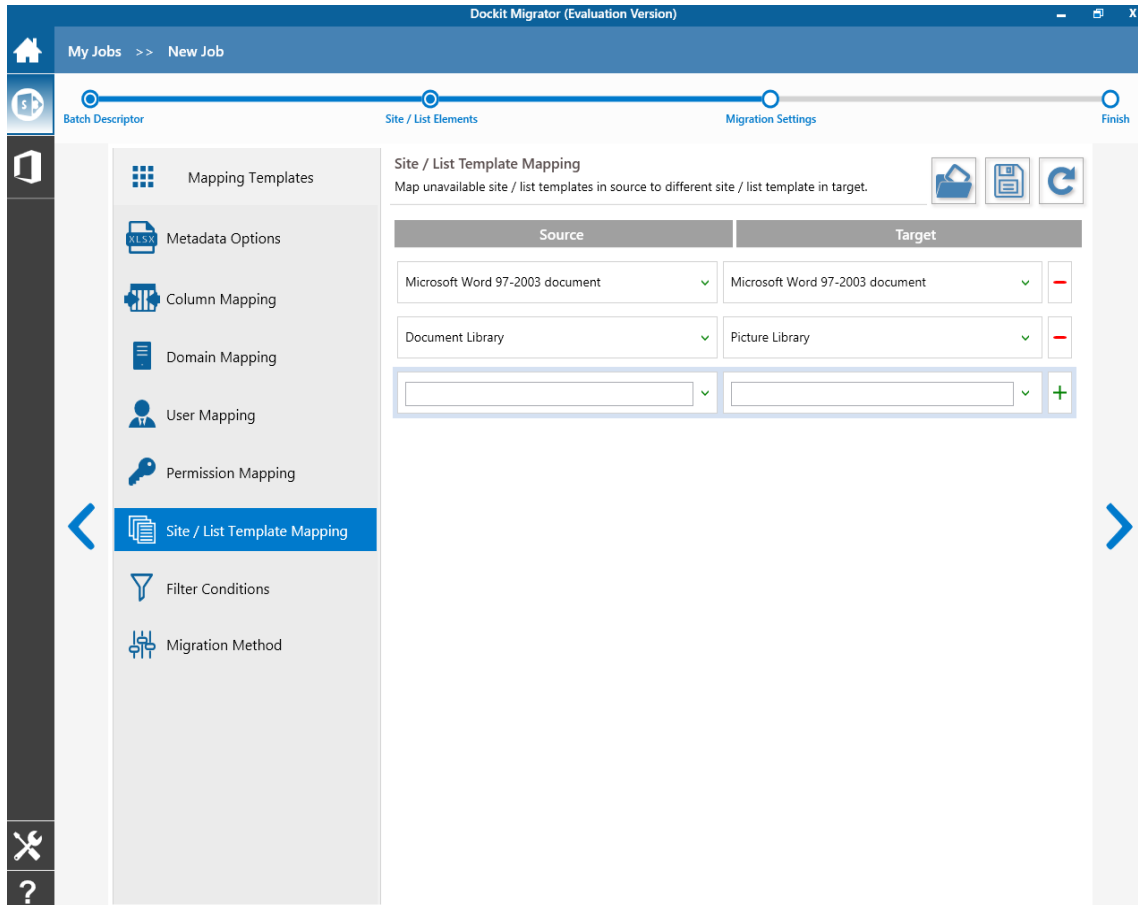 Dockit Migrator (Evaluation Version)
X
My Jobs >> New Job
Batch Descriptor
Site / List Elements
Migration Settings
Finish
Mapping Templates
XLSX
Metadata Options
Column Mapping
Domain Mapping
User Mapping
Permission Mapping
Site / List Template Mapping
Filter Conditions
Migration Method
Site / List Template Mapping
Map unavailable site / list templates in source to different site / list template in target.
Source Target
Microsoft Word 97-2003 document Microsoft Word 97-2003 document
Document Library Picture Library
S
?